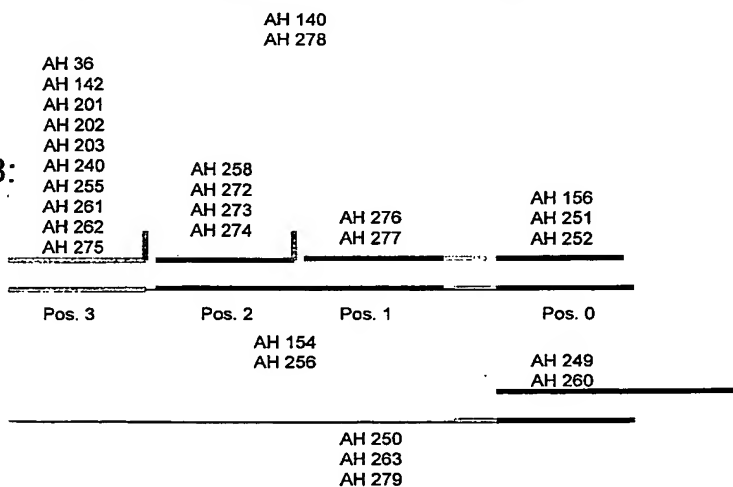 AH 140
AH 278
AH 36
AH 142
AH 201
AH 202
AH 203
AH 240
AH 255
AH 261
AH 262
AH 275
3:
AH 258
AH 272
AH 273
AH 274
AH 276
AH 277
AH 156
AH 251
AH 252
Pos. 3
Pos. 2
Pos. 1
Pos. 0
AH 154
AH 256
AH 249
AH 260
AH 250
AH 263
AH 279